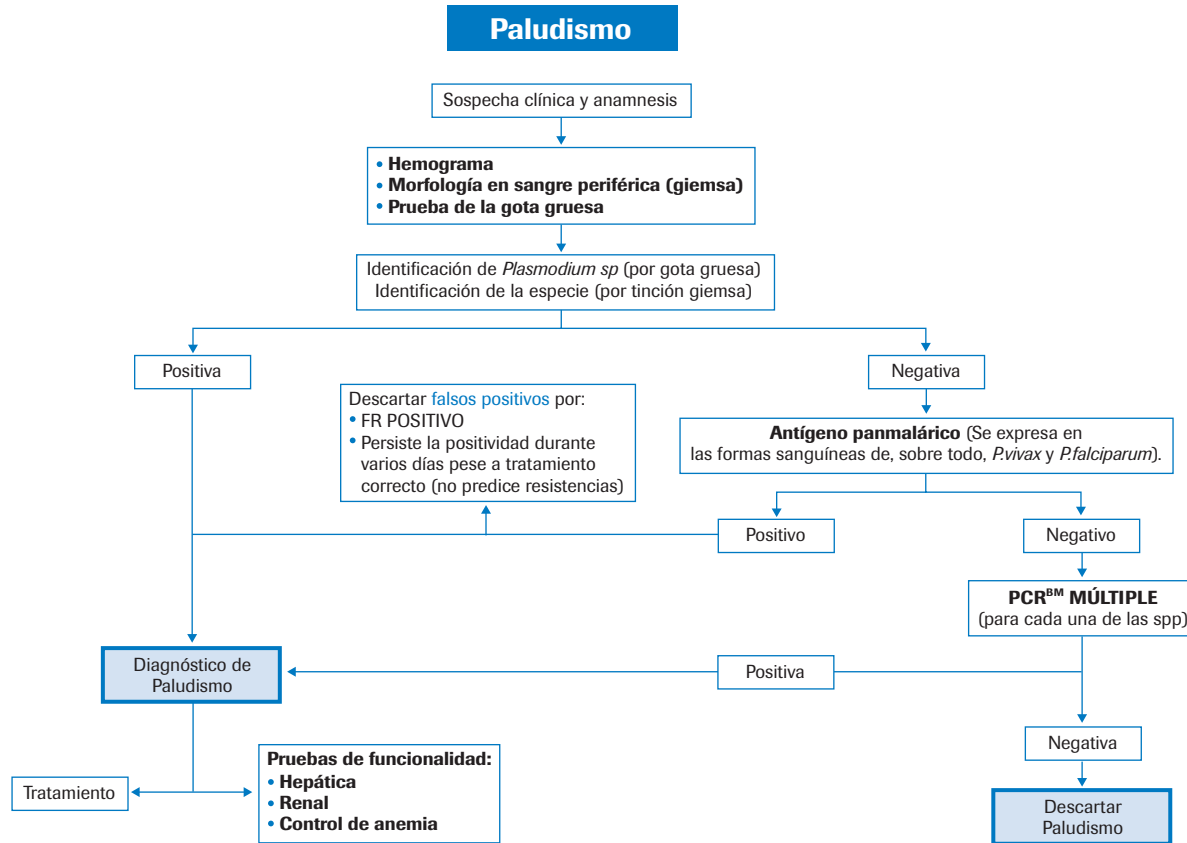 Paludismo
Sospecha clínica y anamnesis
• Hemograma
• Morfología en sangre periférica (giemsa)
• Prueba de la gota gruesa
Identificación de Plasmodium sp (por gota gruesa)
Identificación de la especie (por tinción giemsa)
Positiva
Negativa
Descartar falsos positivos por:
• FR POSITIVO
• Persiste la positividad durante
varios días pese a tratamiento
correcto (no predice resistencias)
Antígeno panmalárico (Se expresa en
las formas sanguíneas de, sobre todo, P.vivax y P.falciparum).
Positivo
Negativo
PCRᴮᴹ MÚLTIPLE
(para cada una de las spp)
Diagnóstico de
Paludismo
Positiva
Negativa
Tratamiento
Pruebas de funcionalidad:
• Hepática
• Renal
• Control de anemia
Descartar
Paludismo